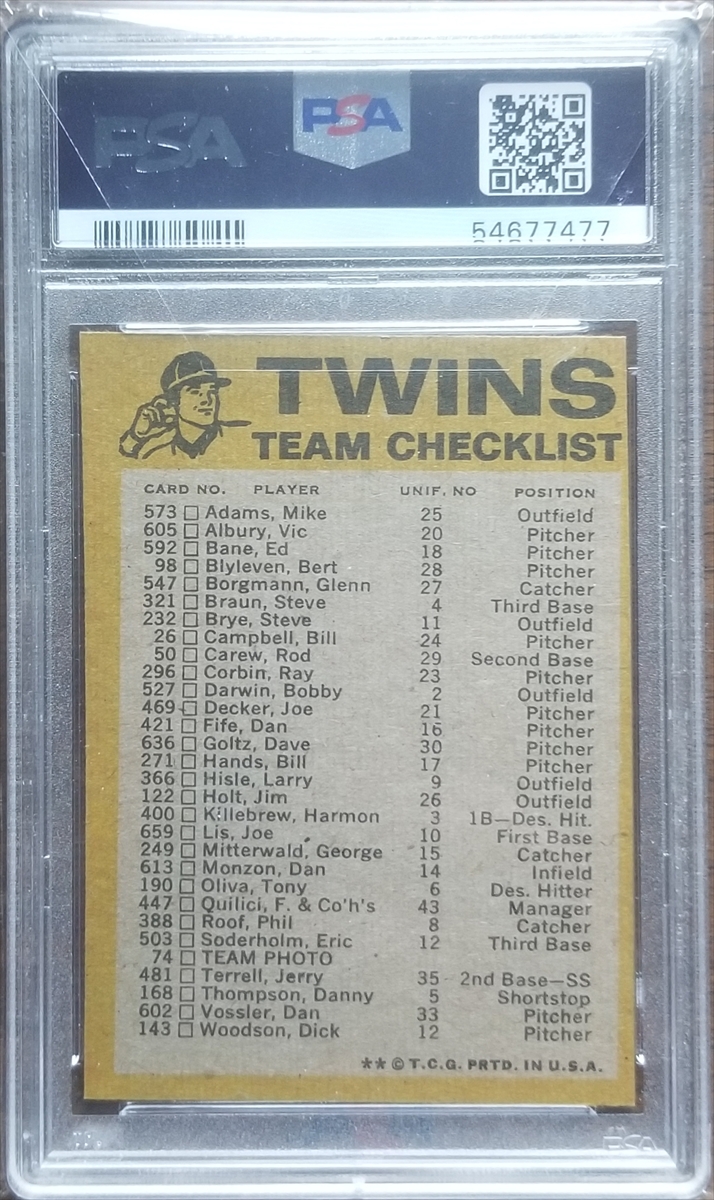 PSA
PSA
54677477
TWINS
TEAM CHECKLIST
CARD NO. PLAYER UNIF. NO POSITION
573 Adams, Mike 25 Outfield
605 Albury, Vic 20 Pitcher
592 Bane, Ed 18 Pitcher
98 Blyleven, Bert 28 Pitcher
547 Borgmann, Glenn 27 Catcher
321 Braun, Steve 4 Third Base
232 Brye, Steve 11 Outfield
26 Campbell, Bill 24 Pitcher
50 Carew, Rod 29 Second Base
296 Corbin, Ray 23 Pitcher
527 Darwin, Bobby 2 Outfield
469 Decker, Joe 21 Pitcher
421 Fife, Dan 16 Pitcher
636 Goltz, Dave 30 Pitcher
271 Hands, Bill 17 Pitcher
366 Hisle, Larry 9 Outfield
122 Holt, Jim 26 Outfield
400 Killebrew, Harmon 3 1B—Des. Hit.
659 Lis, Joe 10 First Base
249 Mitterwald, George 15 Catcher
613 Monzon, Dan 14 Infield
190 Oliva, Tony 6 Des. Hitter
447 Quilici, F. & Co'h's 43 Manager
388 Roof, Phil 8 Catcher
503 Soderholm, Eric 12 Third Base
74 TEAM PHOTO
481 Terrell, Jerry 35 2nd Base—SS
168 Thompson, Danny 5 Shortstop
602 Vossler, Dan 33 Pitcher
143 Woodson, Dick 12 Pitcher
** © T.C.G. PRTD. IN U.S.A.
PSA